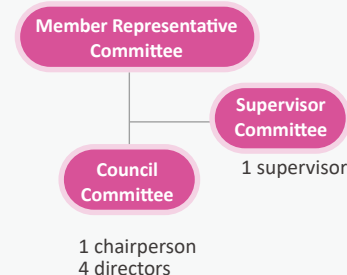 Member Representative
Committee
Supervisor
Committee
1 supervisor
Council
Committee
1 chairperson
4 directors